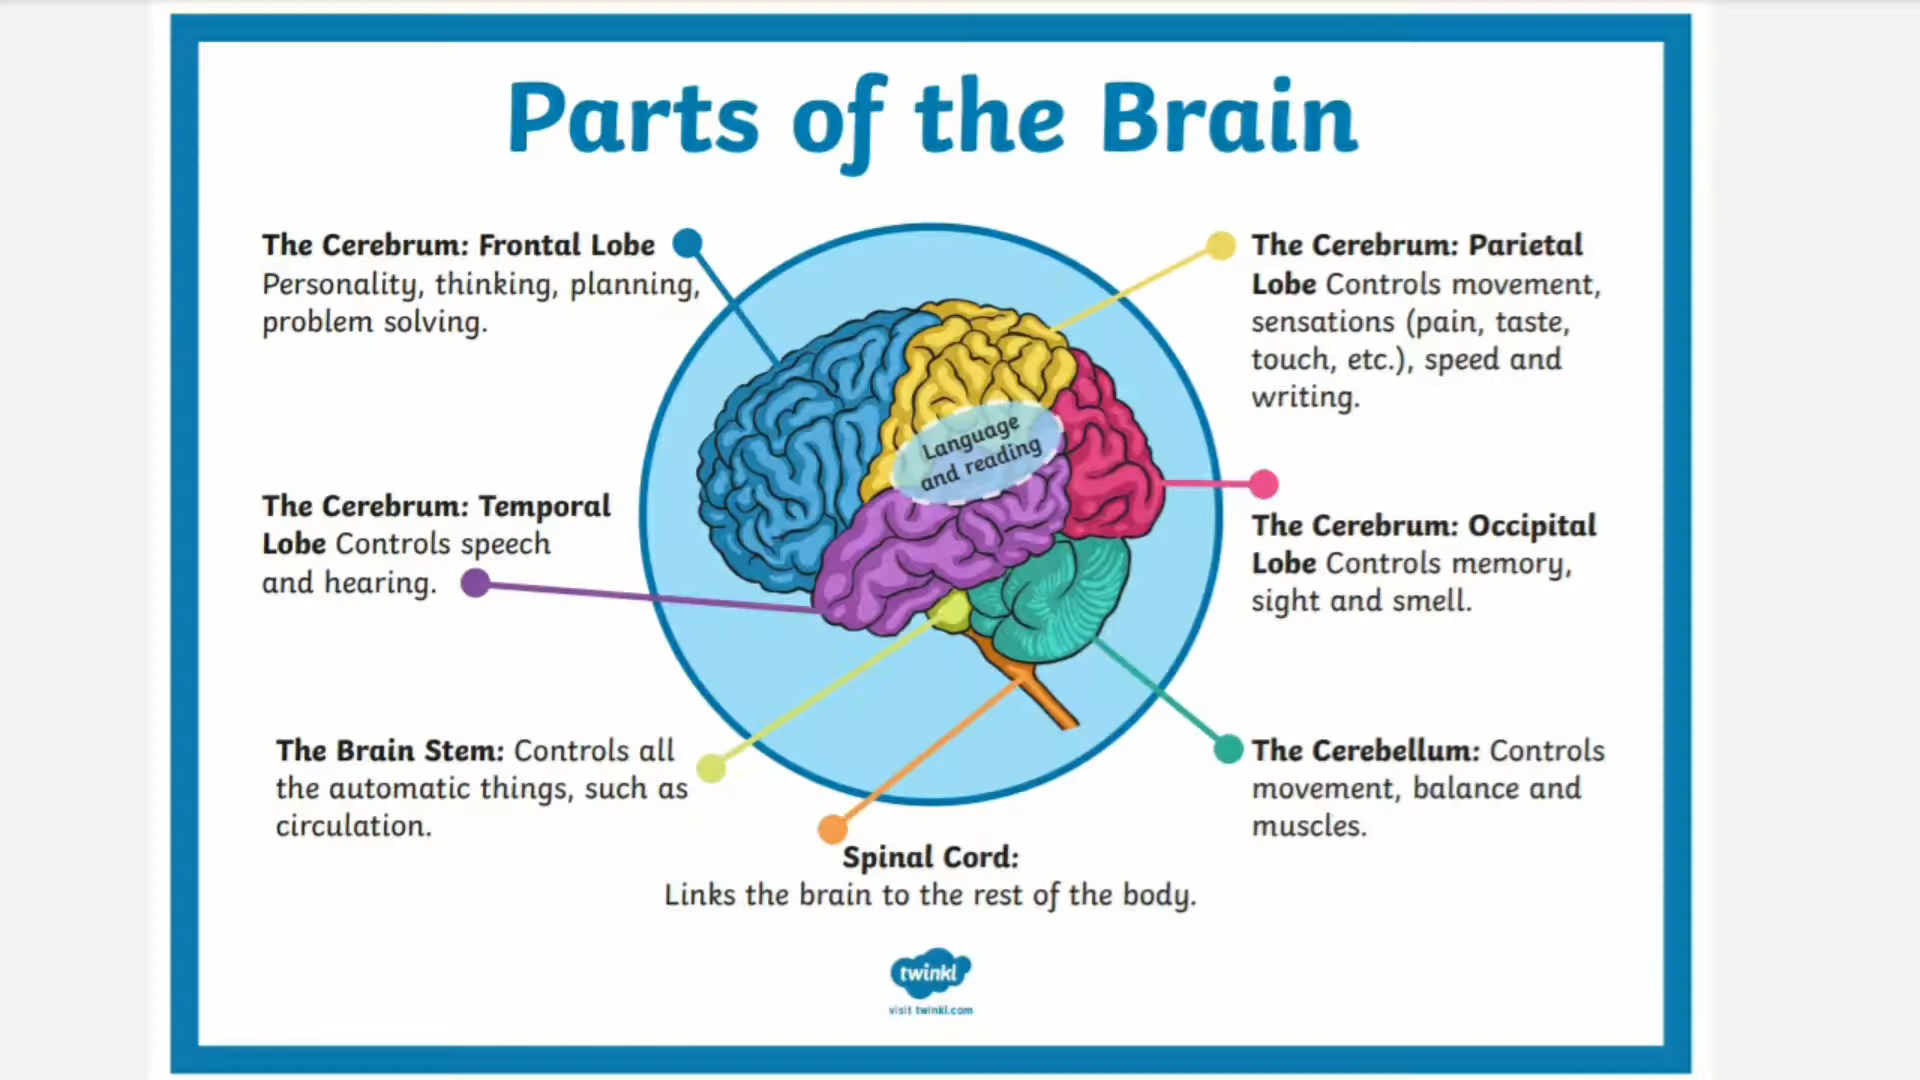 Parts of the Brain
The Cerebrum: Frontal Lobe
Personality, thinking, planning,
problem solving.
The Cerebrum: Parietal
Lobe Controls movement,
sensations (pain, taste,
touch, etc.), speed and
writing.
Language
and reading
The Cerebrum: Temporal
Lobe Controls speech
and hearing.
The Cerebrum: Occipital
Lobe Controls memory,
sight and smell.
The Brain Stem: Controls all
the automatic things, such as
circulation.
The Cerebellum: Controls
movement, balance and
muscles.
Spinal Cord:
Links the brain to the rest of the body.
twinkl
visit twinkl.com